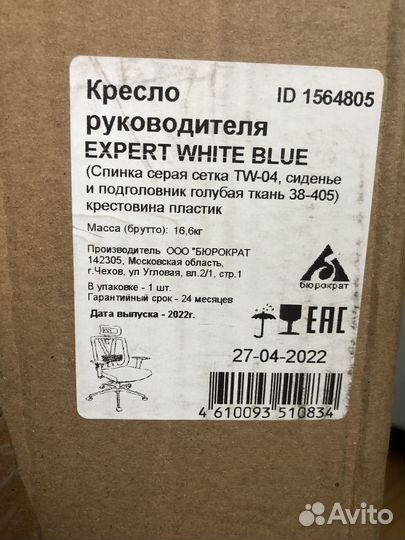 Кресло ID 1564805
руководителя
EXPERT WHITE BLUE
(Спинка серая сетка TW-04, сиденье
и подголовник голубая ткань 38-405)
крестовина пластик
Масса (брутто): 16,6кг
Производитель ООО "БЮРОКРАТ
142305, Московская область,
г.Чехов, ул Угловая, вл.2/1, стр.1
бюрократ
В упаковке - 1 шт.
Гарантийный срок - 24 месяцев
Дата выпуска - 2022г.
EAC
27-04-2022
4 610093 510834
Avito